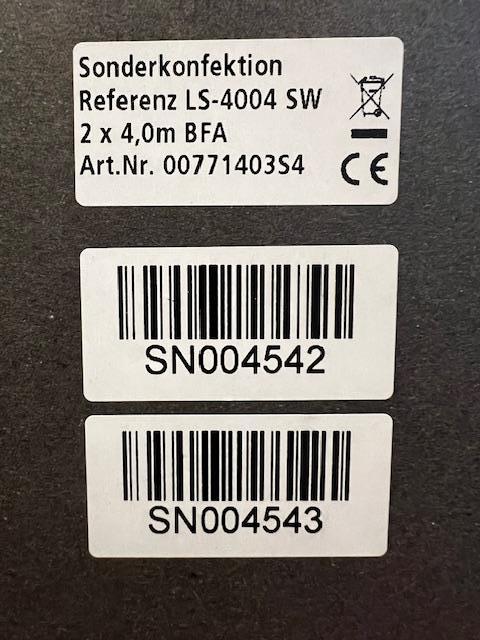 Sonderkonfektion
Referenz LS-4004 SW
2 x 4,0m BFA
Art.Nr. 00771403S4
CE
SN004542
SN004543